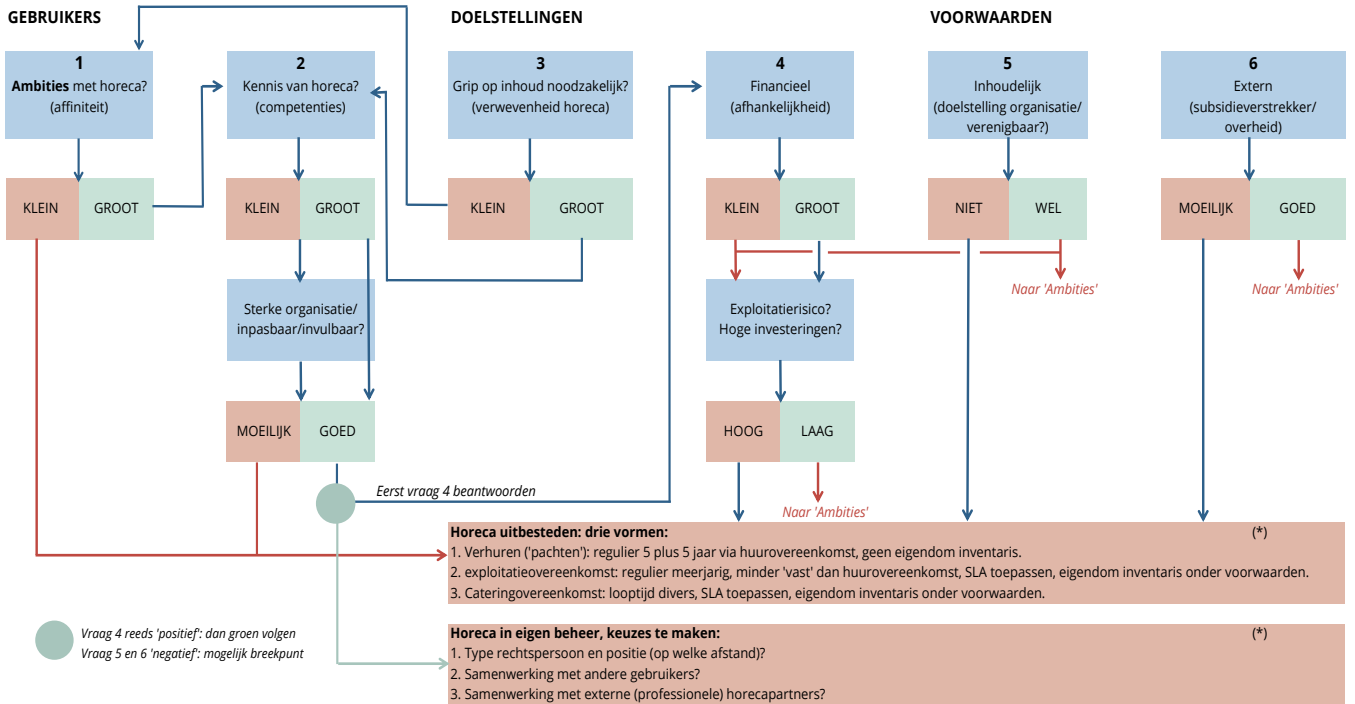 GEBRUIKERS
DOELSTELLINGEN
VOORWAARDEN
1
Ambities met horeca?
(affiniteit)
2
Kennis van horeca?
(competenties)
3
Grip op inhoud noodzakelijk?
(verwevenheid horeca)
4
Financieel
(afhankelijkheid)
5
Inhoudelijk
(doelstelling organisatie/
verenigbaar?)
6
Extern
(subsidieverstrekker/
overheid)
KLEIN
GROOT
KLEIN
GROOT
KLEIN
GROOT
KLEIN
GROOT
NIET
WEL
MOEILIJK
GOED
Naar 'Ambities'
Naar 'Ambities'
Sterke organisatie/
inpasbaar/invulbaar?
Exploitatierisico?
Hoge investeringen?
MOEILIJK
GOED
HOOG
LAAG
Eerst vraag 4 beantwoorden
Naar 'Ambities'
Horeca uitbesteden: drie vormen: (*)
1. Verhuren ('pachten'): regulier 5 plus 5 jaar via huurovereenkomst, geen eigendom inventaris.
2. exploitatieovereenkomst: regulier meerjarig, minder 'vast' dan huurovereenkomst, SLA toepassen, eigendom inventaris onder voorwaarden.
3. Cateringovereenkomst: looptijd divers, SLA toepassen, eigendom inventaris onder voorwaarden.
Vraag 4 reeds 'positief': dan groen volgen
Vraag 5 en 6 'negatief': mogelijk breekpunt
Horeca in eigen beheer, keuzes te maken: (*)
1. Type rechtspersoon en positie (op welke afstand)?
2. Samenwerking met andere gebruikers?
3. Samenwerking met externe (professionele) horecapartners?